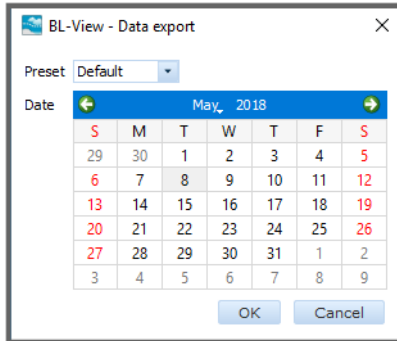 BL-View - Data export
Preset Default
Date May, 2018
S M T W T F S
29 30 1 2 3 4 5
6 7 8 9 10 11 12
13 14 15 16 17 18 19
20 21 22 23 24 25 26
27 28 29 30 31 1 2
3 4 5 6 7 8 9
OK Cancel